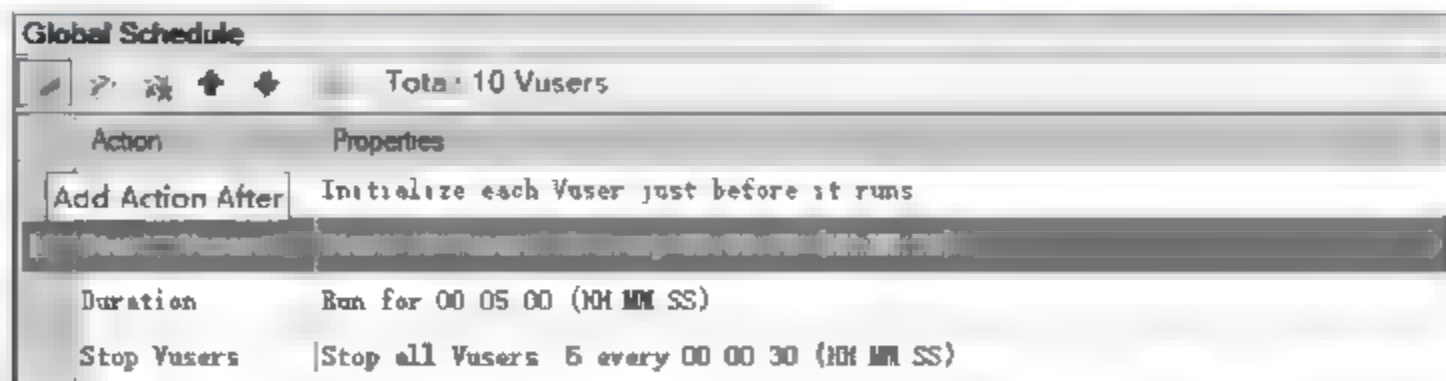 Global Schedule
Total: 10 Vusers
Action Properties
Add Action After Initialize each Vuser just before it runs
Duration Run for 00 05 00 (HH MM SS)
Stop Vusers Stop all Vusers 5 every 00 00 30 (HH MM SS)